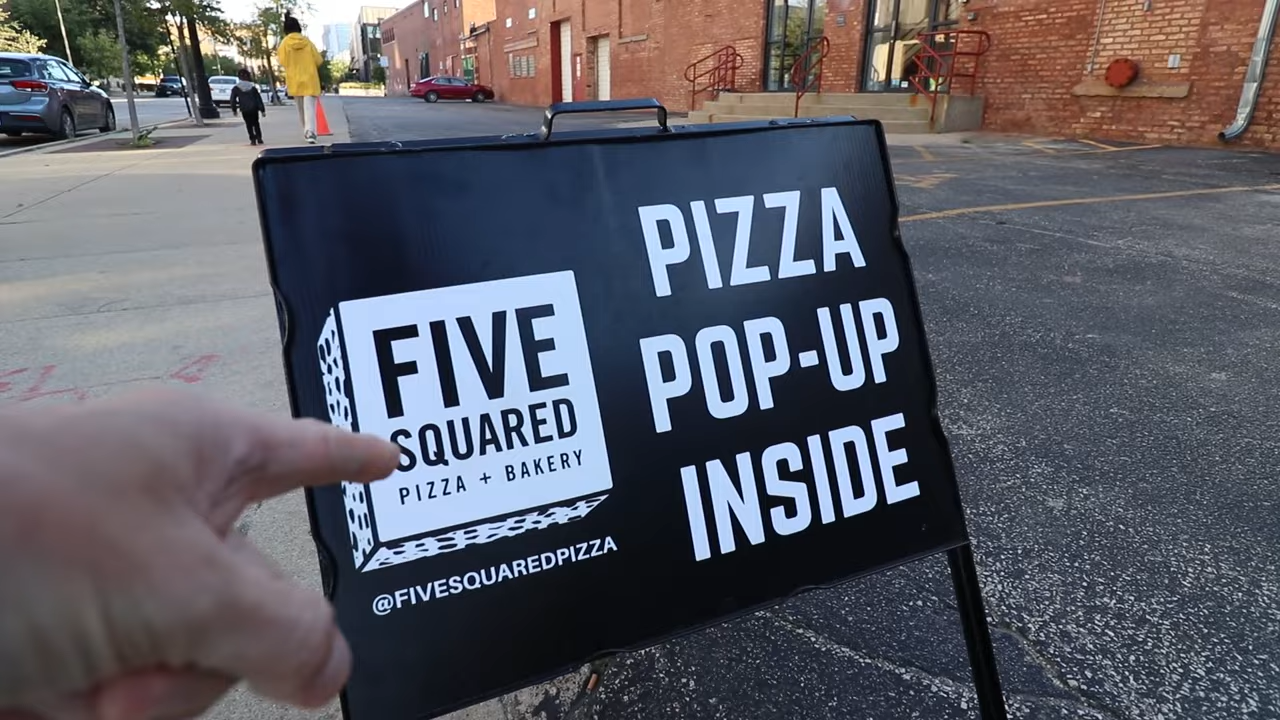 FIVE
SQUARED
PIZZA + BAKERY
@FIVESQUAREDPIZZA
PIZZA
POP-UP
INSIDE